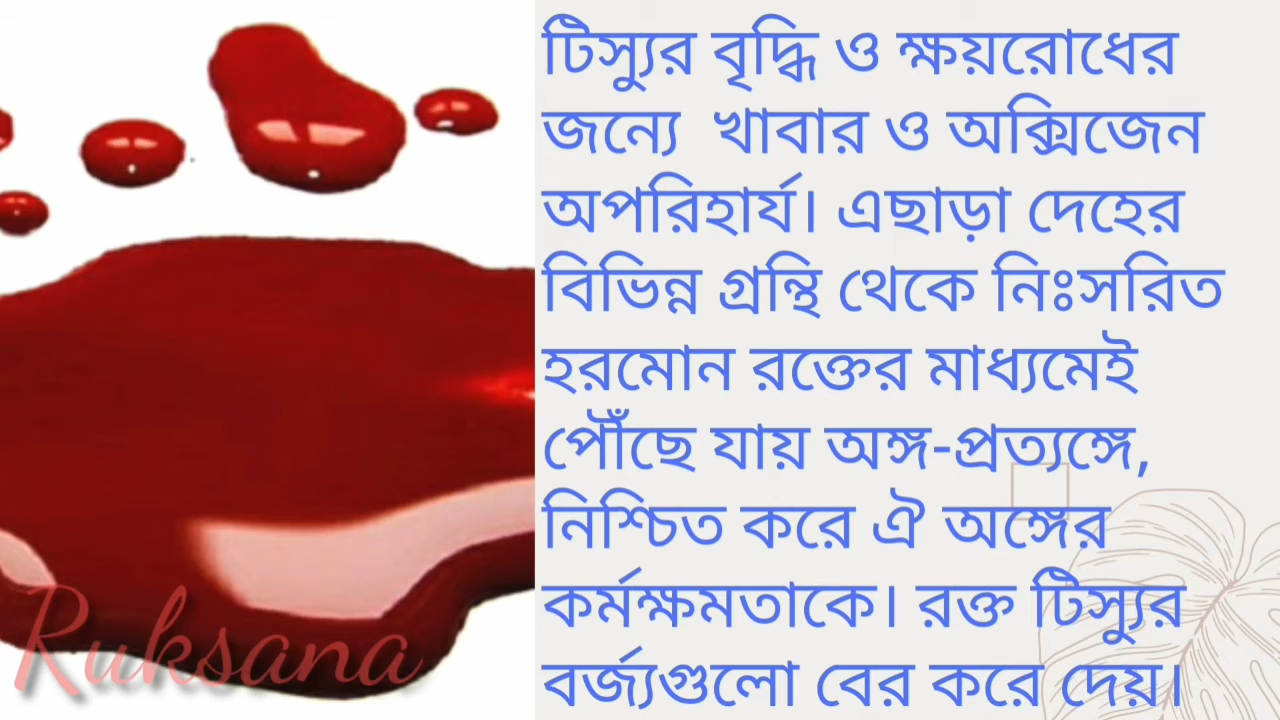 টিস্যুর বৃদ্ধি ও ক্ষয়রোধের
জন্যে খাবার ও অক্সিজেন
অপরিহার্য। এছাড়া দেহের
বিভিন্ন গ্রন্থি থেকে নিঃসরিত
হরমোন রক্তের মাধ্যমেই
পৌঁছে যায় অঙ্গ-প্রত্যঙ্গে,
নিশ্চিত করে ঐ অঙ্গের
কর্মক্ষমতাকে। রক্ত টিস্যুর
বর্জ্যগুলো বের করে দেয়।
Ruksana